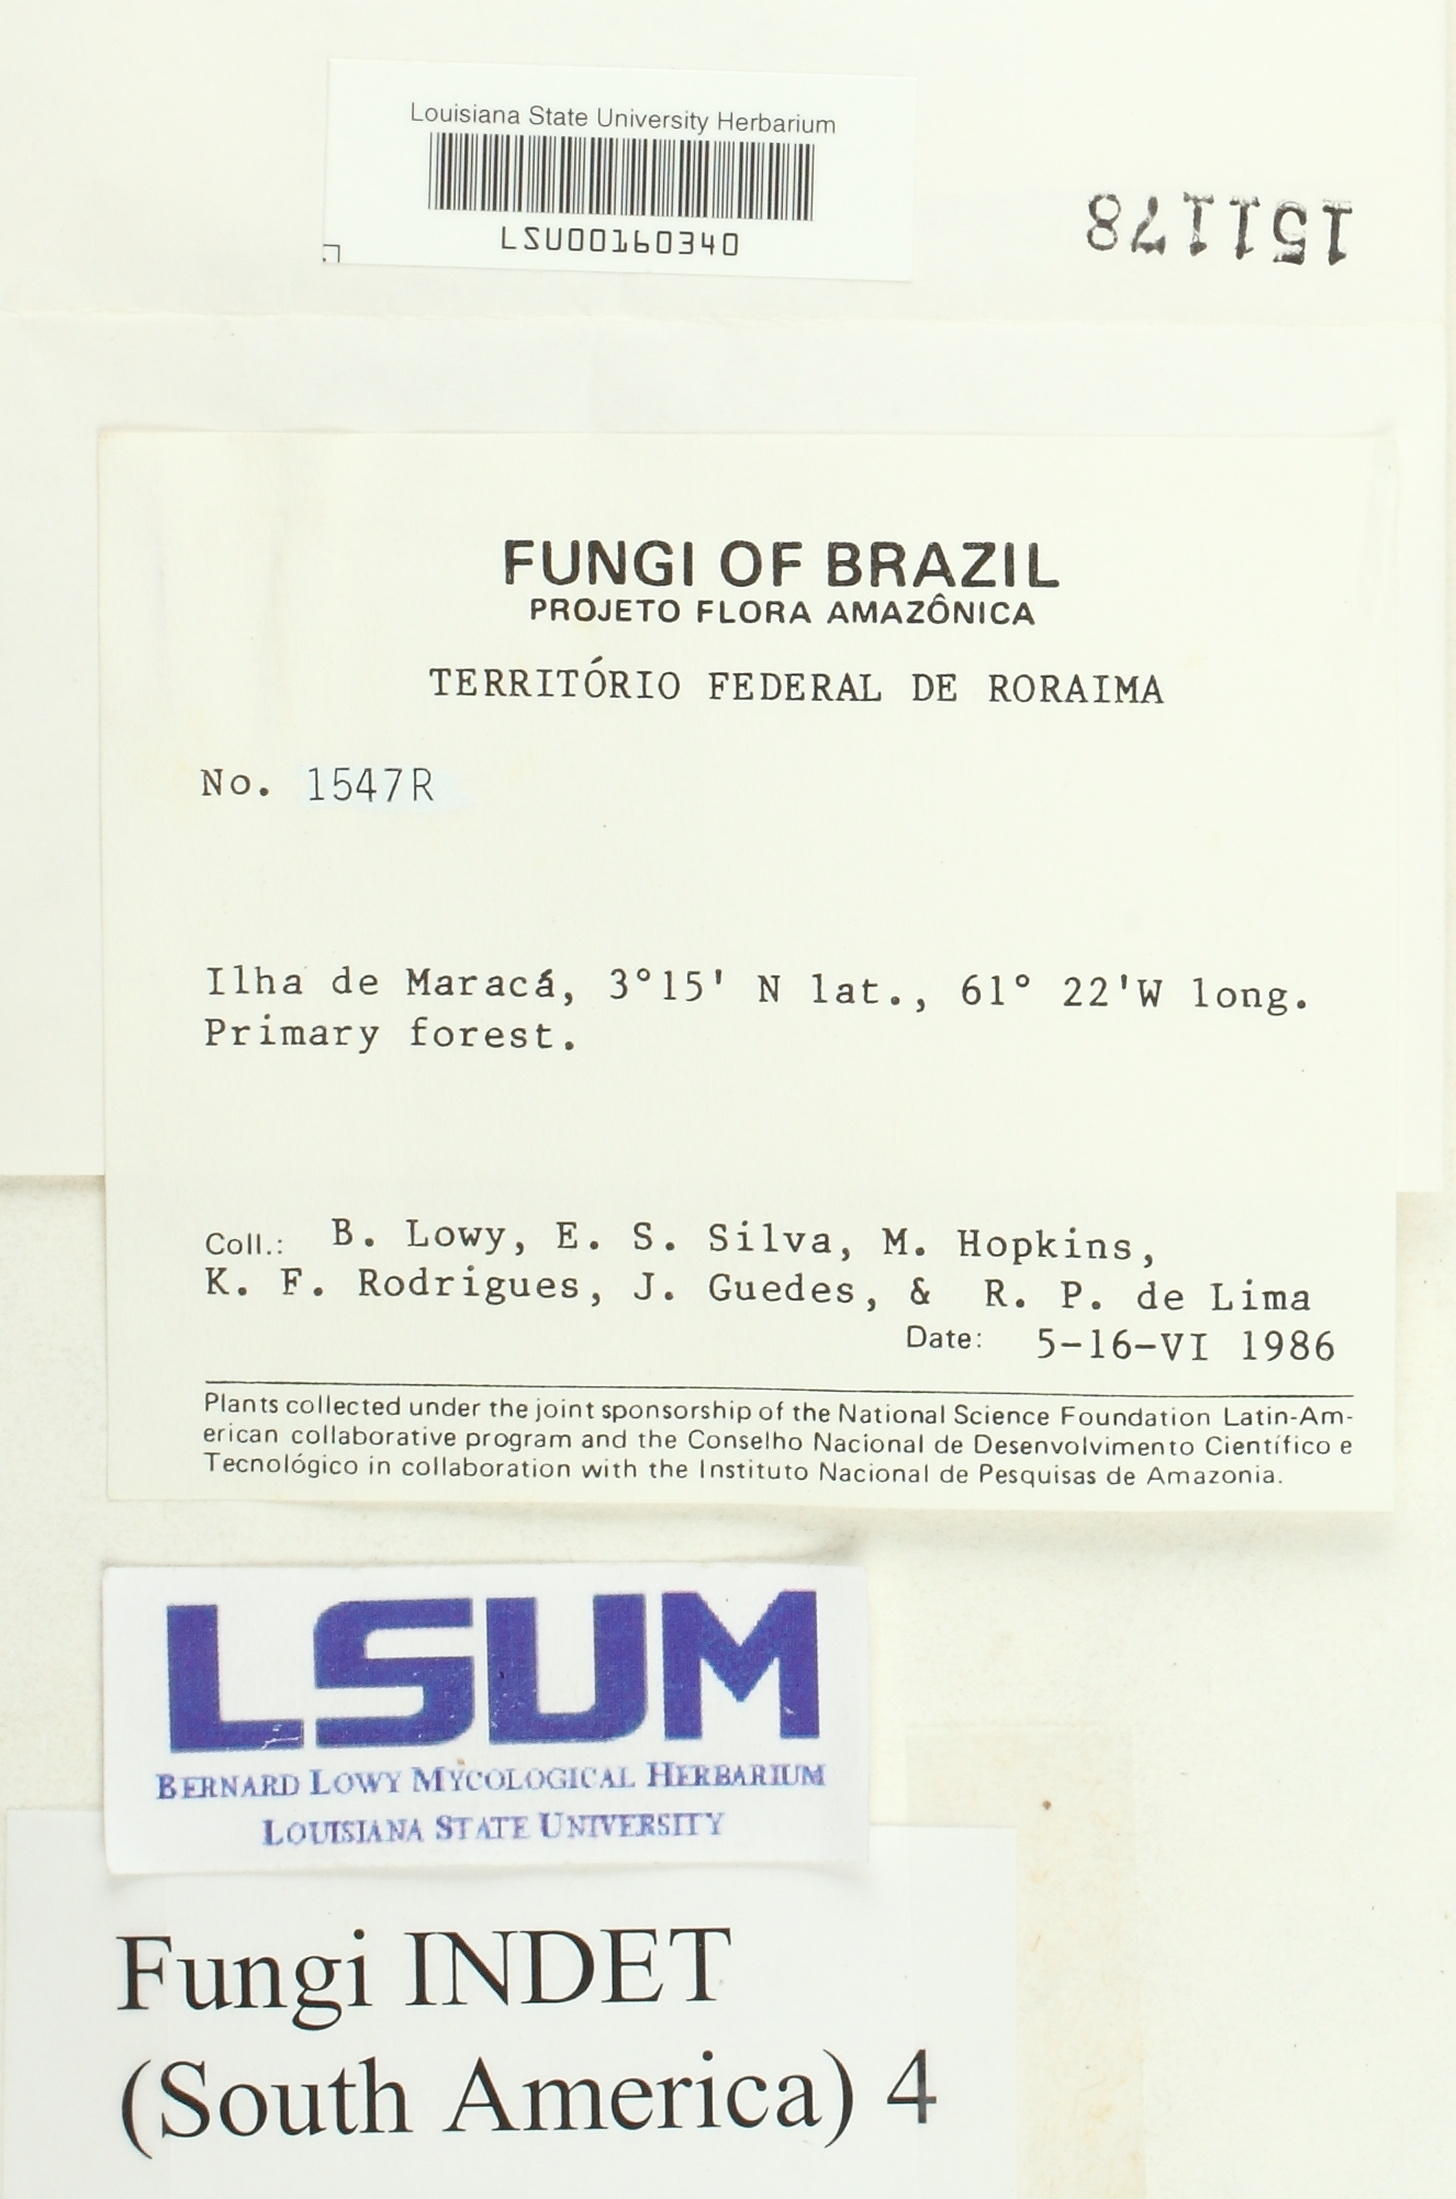 Louisiana State University Herbarium
LSU00160340
151178
FUNGI OF BRAZIL
PROJETO FLORA AMAZÔNICA
TERRITÓRIO FEDERAL DE RORAIMA
No. 1547R
Ilha de Maracá, 3°15' N lat., 61° 22'W long.
Primary forest.
Coll.: B. Lowy, E. S. Silva, M. Hopkins,
K. F. Rodrigues, J. Guedes, & R. P. de Lima
Date: 5-16-VI 1986
Plants collected under the joint sponsorship of the National Science Foundation Latin-Am-
erican collaborative program and the Conselho Nacional de Desenvolvimento Científico e
Tecnológico in collaboration with the Instituto Nacional de Pesquisas de Amazonia.
LSUM
BERNARD LOWY MYCOLOGICAL HERBARIUM
LOUISIANA STATE UNIVERSITY
Fungi INDET
(South America) 4